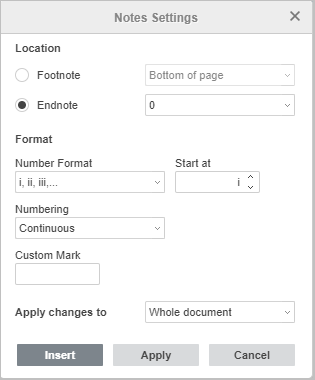 Notes Settings
Location
Footnote Bottom of page
Endnote 0
Format
Number Format Start at
i, ii, iii,... i
Numbering
Continuous
Custom Mark
Apply changes to Whole document
Insert Apply Cancel